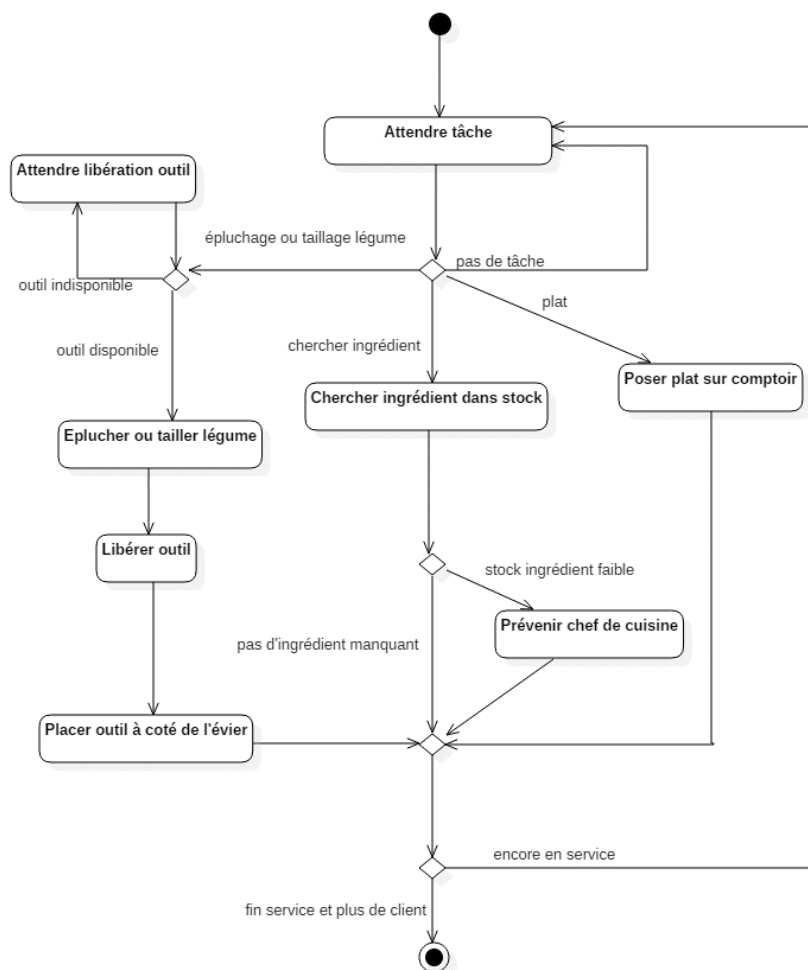 Attendre tâche
Attendre libération outil
épluchage ou taillage légume
pas de tâche
outil indisponible
plat
chercher ingrédient
outil disponible
Poser plat sur comptoir
Chercher ingrédient dans stock
Eplucher ou tailler légume
Libérer outil
stock ingrédient faible
Prévenir chef de cuisine
pas d'ingrédient manquant
Placer outil à coté de l'évier
encore en service
fin service et plus de client